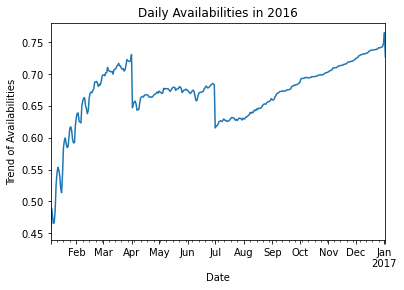 Daily Availabilities in 2016
Trend of Availabilities
0.75
0.70
0.65
0.60
0.55
0.50
0.45
Feb Mar Apr May Jun Jul Aug Sep Oct Nov Dec Jan
2017
Date